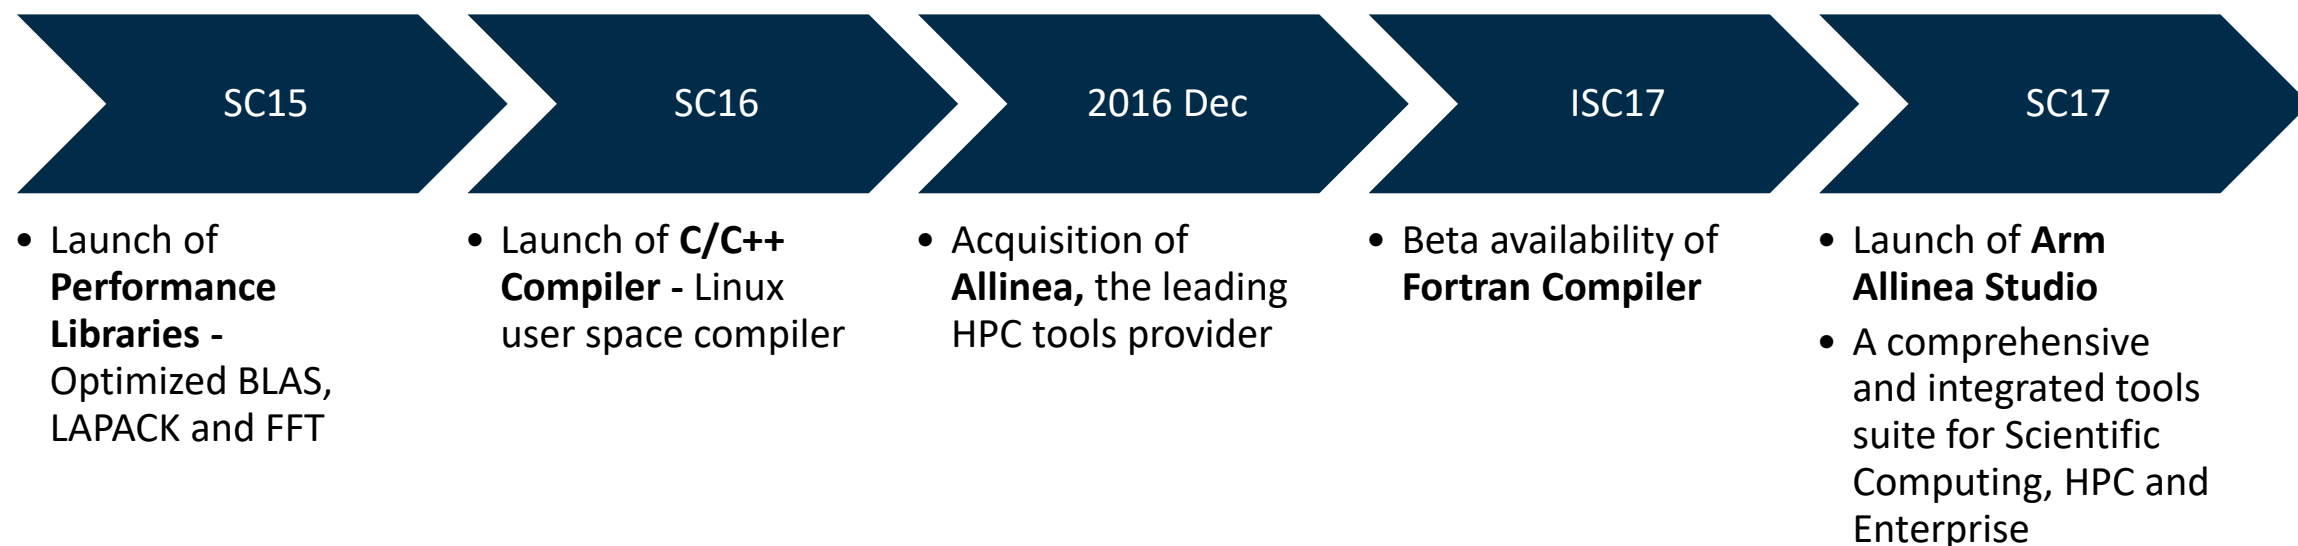 SC15
• Launch of
Performance
Libraries -
Optimized BLAS,
LAPACK and FFT
SC16
• Launch of C/C++
Compiler - Linux
user space compiler
2016 Dec
• Acquisition of
Allinea, the leading
HPC tools provider
ISC17
• Beta availability of
Fortran Compiler
SC17
• Launch of Arm
Allinea Studio
• A comprehensive
and integrated tools
suite for Scientific
Computing, HPC and
Enterprise